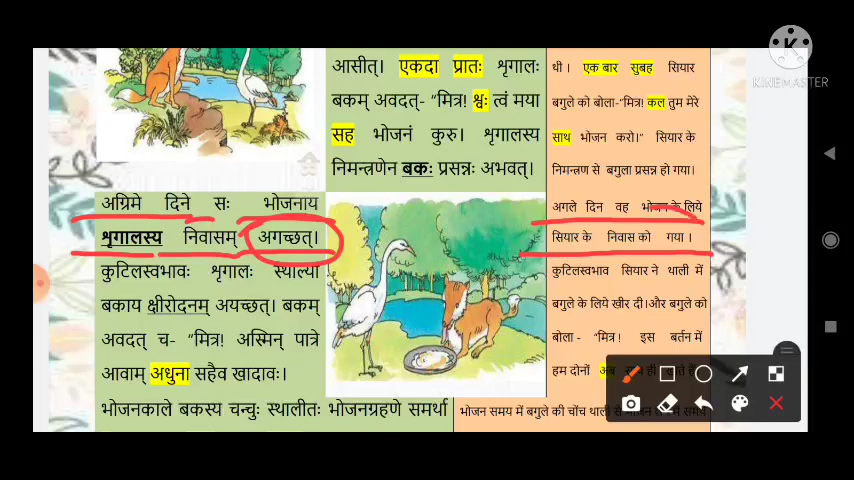 आसीत्। एकदा प्रातः शृगालः
बकम् अवदत्- “मित्र! श्वः त्वं मया
सह भोजनं कुरु। शृगालस्य
निमन्त्रणेन बकः प्रसन्नः अभवत्।
अग्रिमे दिने सः भोजनाय
शृगालस्य निवासम् अगच्छत्।
कुटिलस्वभावः शृगालः स्थाल्यां
बकाय क्षीरोदनम् अयच्छत्। बकम्
अवदत् च- “मित्र! अस्मिन् पात्रे
आवाम् अधुना सहैव खादावः।
भोजनकाले बकस्य चन्चुः स्थालीतः भोजनग्रहणे समर्था
थी। एक बार सुबह सियार
बगुले को बोला-“मित्र! कल तुम मेरे
साथ भोजन करो।” सियार के
निमन्त्रण से बगुला प्रसन्न हो गया।
अगले दिन वह भोजन के लिये
सियार के निवास को गया।
कुटिलस्वभाव सियार ने थाली में
बगुले के लिये खीर दी।और बगुले को
बोला - “मित्र! इस बर्तन में
हम दोनों अब
भोजन समय में बगुले की चोंच थाली
KINEMASTER